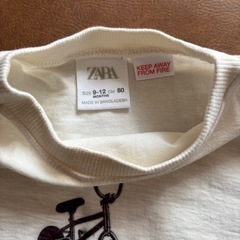 ZARA
SIZE 9-12 CM 80
MONTHS
MADE IN BANGLADESH
KEEP AWAY
FROM FIRE